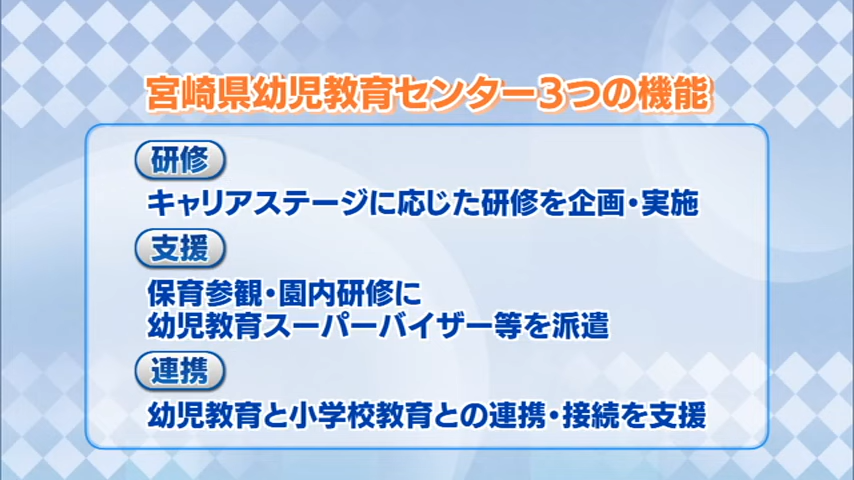 宮崎県幼児教育センター3つの機能
研修
キャリアステージに応じた研修を企画・実施
支援
保育参観・園内研修に
幼児教育スーパーバイザー等を派遣
連携
幼児教育と小学校教育との連携・接続を支援